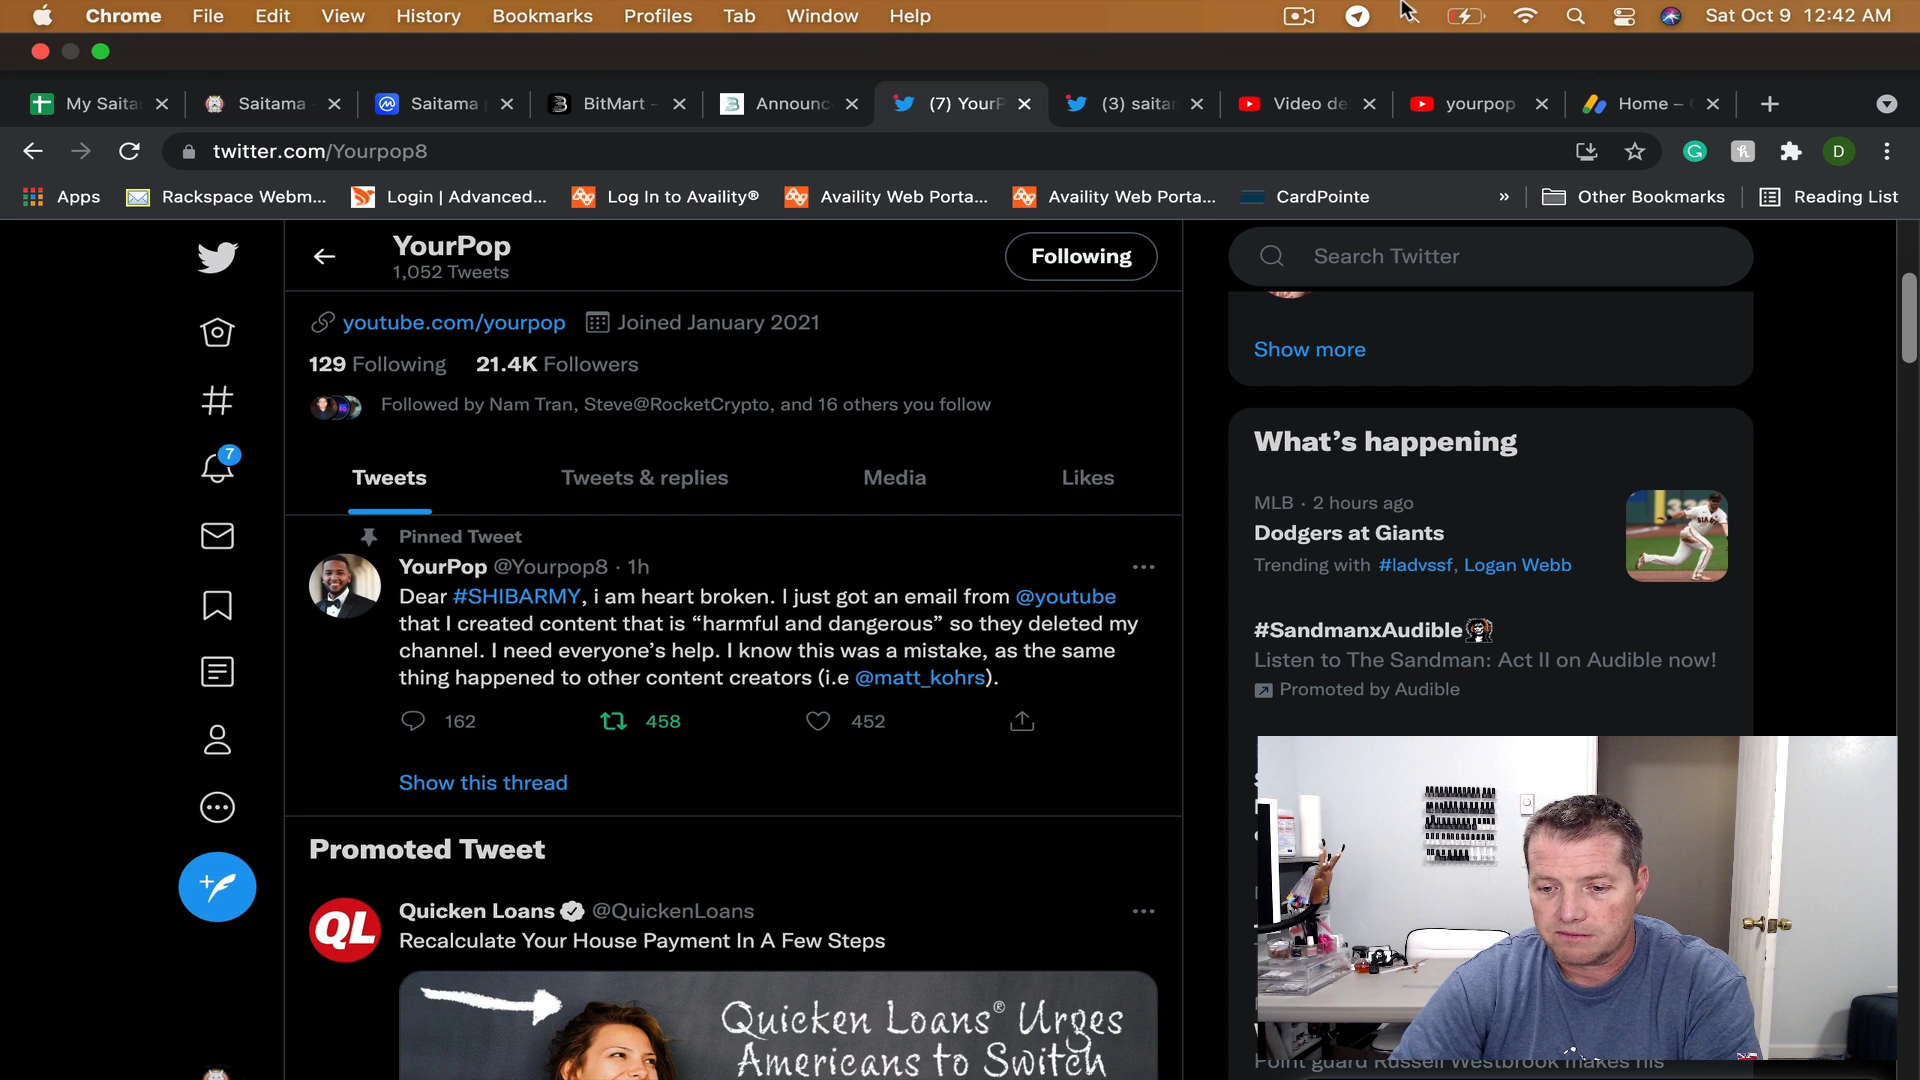 Chrome File Edit View History Bookmarks Profiles Tab Window Help Sat Oct 9 12:42 AM
My Saita Saitama Saitama BitMart - Announc (7) YourP (3) saitar Video de yourpop Home –
twitter.com/Yourpop8 D
Apps Rackspace Webm... Login | Advanced... Log In to Availity® Availity Web Porta... Availity Web Porta... CardPointe » Other Bookmarks Reading List
YourPop
1,052 Tweets
Following
youtube.com/yourpop Joined January 2021
129 Following 21.4K Followers
Followed by Nam Tran, Steve@RocketCrypto, and 16 others you follow
7
Tweets Tweets & replies Media Likes
Pinned Tweet
YourPop @Yourpop8 · 1h
Dear #SHIBARMY, i am heart broken. I just got an email from @youtube
that I created content that is “harmful and dangerous” so they deleted my
channel. I need everyone’s help. I know this was a mistake, as the same
thing happened to other content creators (i.e @matt_kohrs).
162 458 452
Show this thread
Promoted Tweet
QL
Quicken Loans @QuickenLoans
Recalculate Your House Payment In A Few Steps
Quicken Loans® Urges
Americans to Switch
Search Twitter
Show more
What’s happening
MLB · 2 hours ago
Dodgers at Giants
Trending with #ladvssf, Logan Webb
#SandmanxAudible
Listen to The Sandman: Act II on Audible now!
Promoted by Audible
Point guard Russell Westbrook makes his